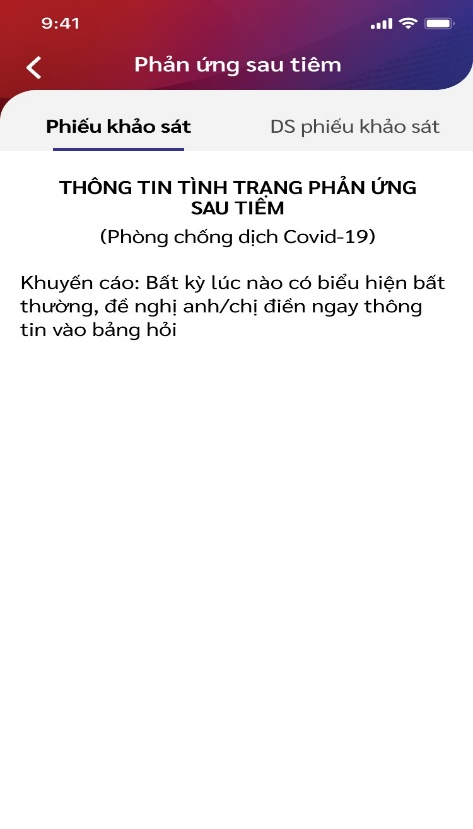 9:41
Phản ứng sau tiêm
Phiếu khảo sát
DS phiếu khảo sát
THÔNG TIN TÌNH TRẠNG PHẢN ỨNG
SAU TIÊM
(Phòng chống dịch Covid-19)
Khuyến cáo: Bất kỳ lúc nào có biểu hiện bất
thường, đề nghị anh/chị điền ngay thông
tin vào bảng hỏi